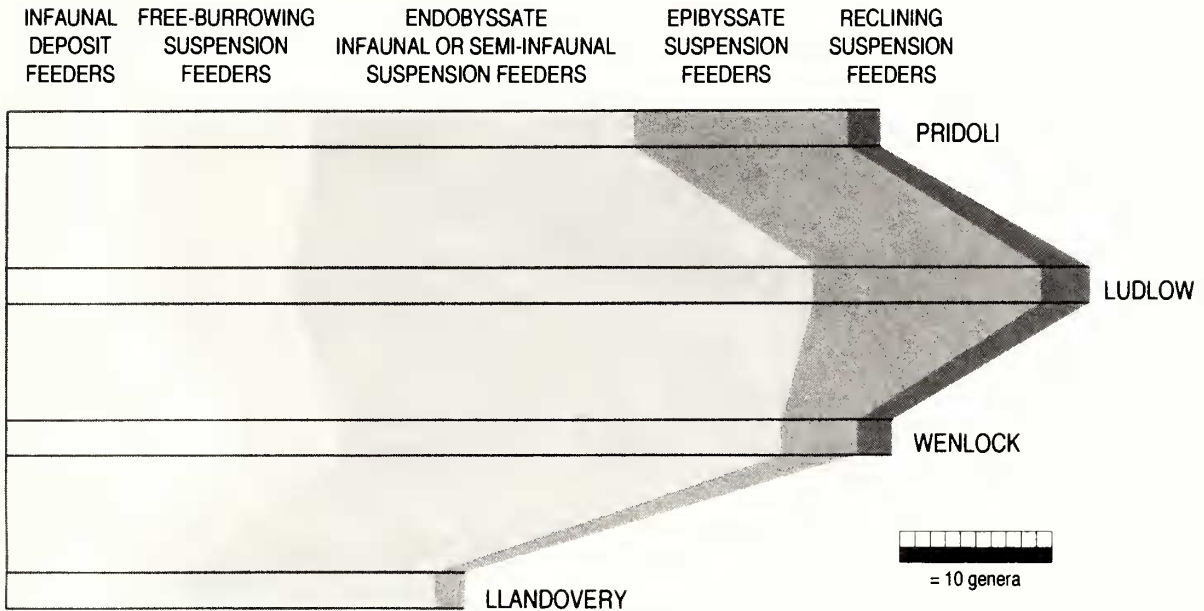 INFAUNAL
DEPOSIT
FEEDERS
FREE-BURROWING
SUSPENSION
FEEDERS
ENDOBYSSATE
INFAUNAL OR SEMI-INFAUNAL
SUSPENSION FEEDERS
EPIBYSSATE
SUSPENSION
FEEDERS
RECLINING
SUSPENSION
FEEDERS
PRIDOLI
LUDLOW
WENLOCK
= 10 genera
LLANDOVERY